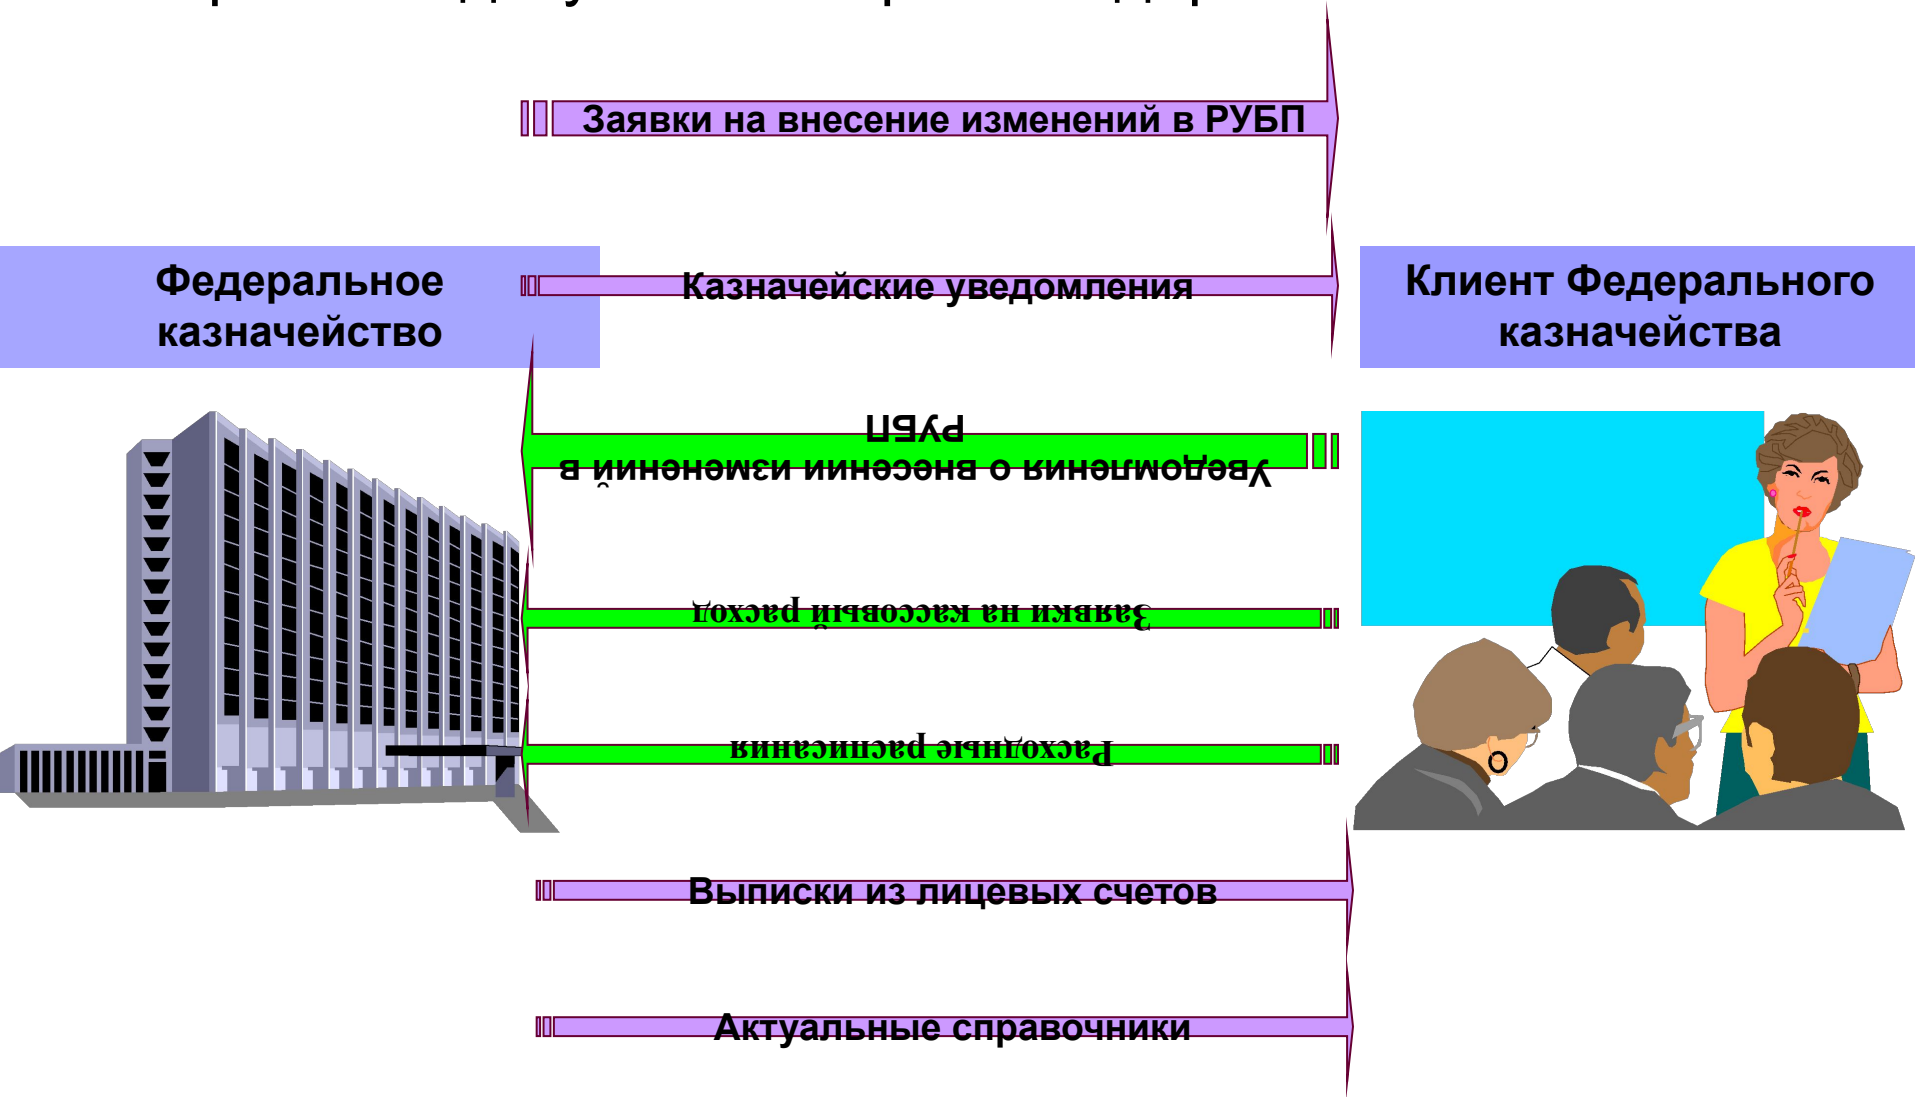 Заявки на внесение изменений в РУБП
Федеральное
казначейство
Казначейские уведомления
Клиент Федерального
казначейства
Уведомления о внесении изменений в
РУБП
Заявки на кассовый расход
Расходные расписания
Выписки из лицевых счетов
Актуальные справочники